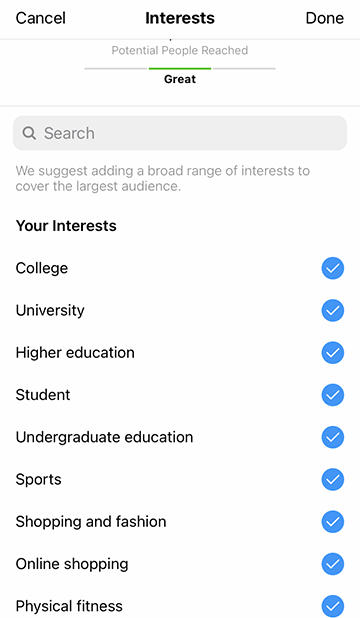 Cancel Interests Done
Potential People Reached
Great
Search
We suggest adding a broad range of interests to
cover the largest audience.
Your Interests
College
University
Higher education
Student
Undergraduate education
Sports
Shopping and fashion
Online shopping
Physical fitness